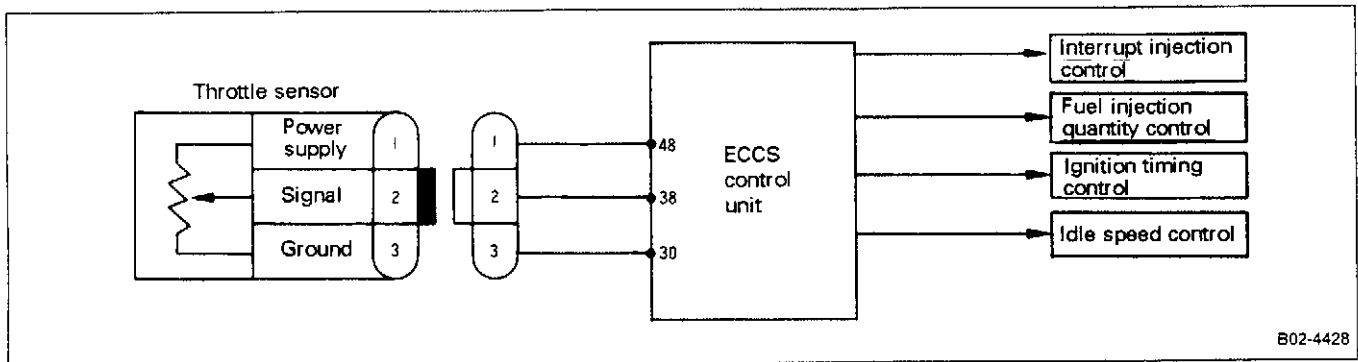 Throttle sensor
Power
supply
1
1
48
Signal
2
2
38
Ground
3
3
30
ECCS
control
unit
Interrupt injection
control
Fuel injection
quantity control
Ignition timing
control
Idle speed control
B02-4428